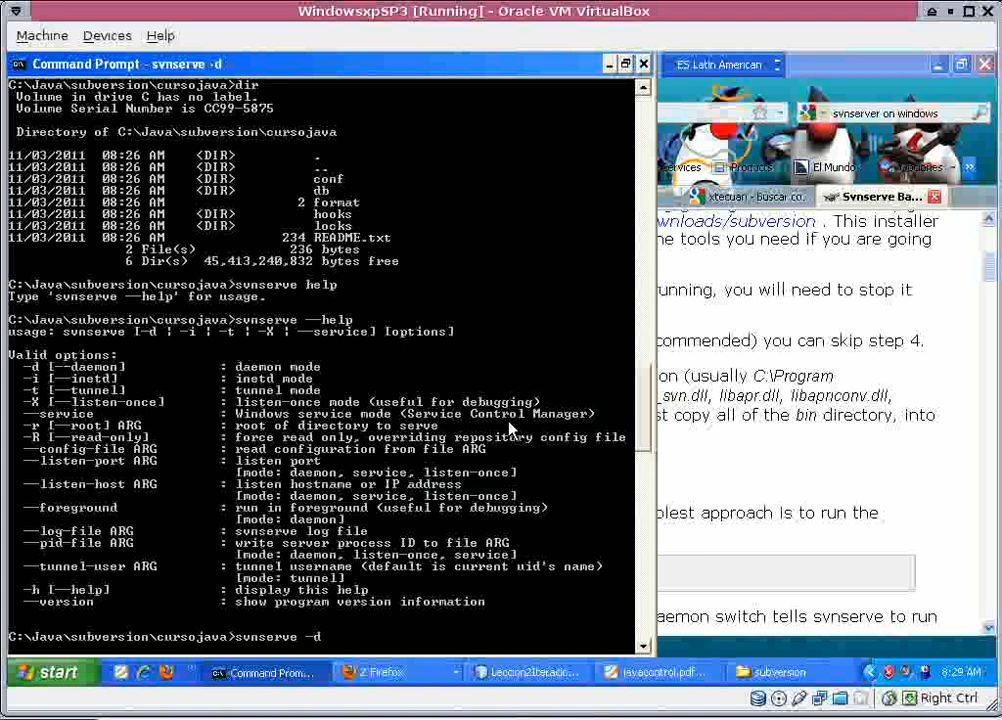 WindowsxpSP3 [Running] - Oracle VM VirtualBox
Machine Devices Help
Command Prompt - svnserve -d
C:\Java\subversion\cursojava>dir
Volume in drive C has no label.
Volume Serial Number is CC99-5875
Directory of C:\Java\subversion\cursojava
11/03/2011 08:26 AM <DIR> .
11/03/2011 08:26 AM <DIR> ..
11/03/2011 08:26 AM <DIR> conf
11/03/2011 08:26 AM <DIR> db
11/03/2011 08:26 AM 2 format
11/03/2011 08:26 AM <DIR> hooks
11/03/2011 08:26 AM <DIR> locks
11/03/2011 08:26 AM 234 README.txt
2 File(s) 236 bytes
6 Dir(s) 45,413,240,832 bytes free
C:\Java\subversion\cursojava>svnserve help
Type 'svnserve --help' for usage.
C:\Java\subversion\cursojava>svnserve --help
usage: svnserve [-d | -i | -t | -X | --service] [options]
Valid options:
-d [--daemon] : daemon mode
-i [--inetd] : inetd mode
-t [--tunnel] : tunnel mode
-X [--listen-once] : listen-once mode (useful for debugging)
--service : Windows service mode (Service Control Manager)
-r [--root] ARG : root of directory to serve
-R [--read-only] : force read only, overriding repository config file
--config-file ARG : read configuration from file ARG
--listen-port ARG : listen port
[mode: daemon, service, listen-once]
--listen-host ARG : listen hostname or IP address
[mode: daemon, service, listen-once]
--foreground : run in foreground (useful for debugging)
[mode: daemon]
--log-file ARG : svnserve log file
--pid-file ARG : write server process ID to file ARG
[mode: daemon, listen-once, service]
--tunnel-user ARG : tunnel username (default is current uid's name)
[mode: tunnel]
-h [--help] : display this help
--version : show program version information
C:\Java\subversion\cursojava>svnserve -d
ES Latin American
svnserver on windows
services Products El Mundo »
xtecuan - Buscar co... Svnserve Ba...
wnloads/subversion . This installer
ne tools you need if you are going
unning, you will need to stop it
commended) you can skip step 4.
on (usually C:\Program
_svn.dll, libapr.dll, libapriconv.dll,
st copy all of the bin directory, into
plest approach is to run the
aemon switch tells svnserve to run
start Command Prom... 2 Firefox Leccion2Iteració... javacontrol.pdf... subversion 8:29 AM
Right Ctrl